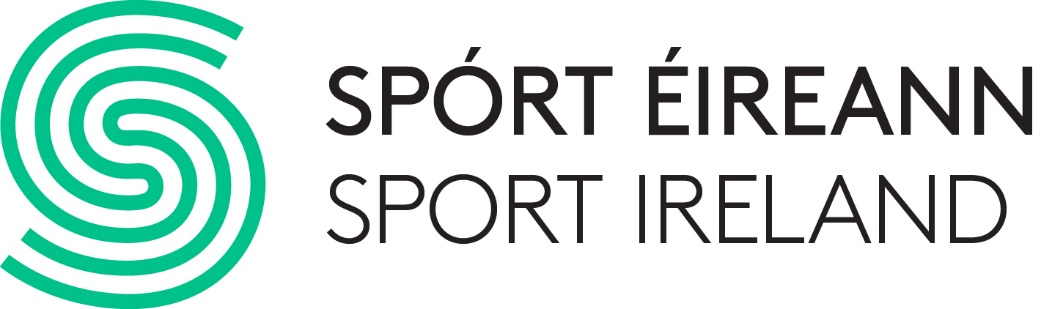 SPÓRT ÉIREANN
SPORT IRELAND